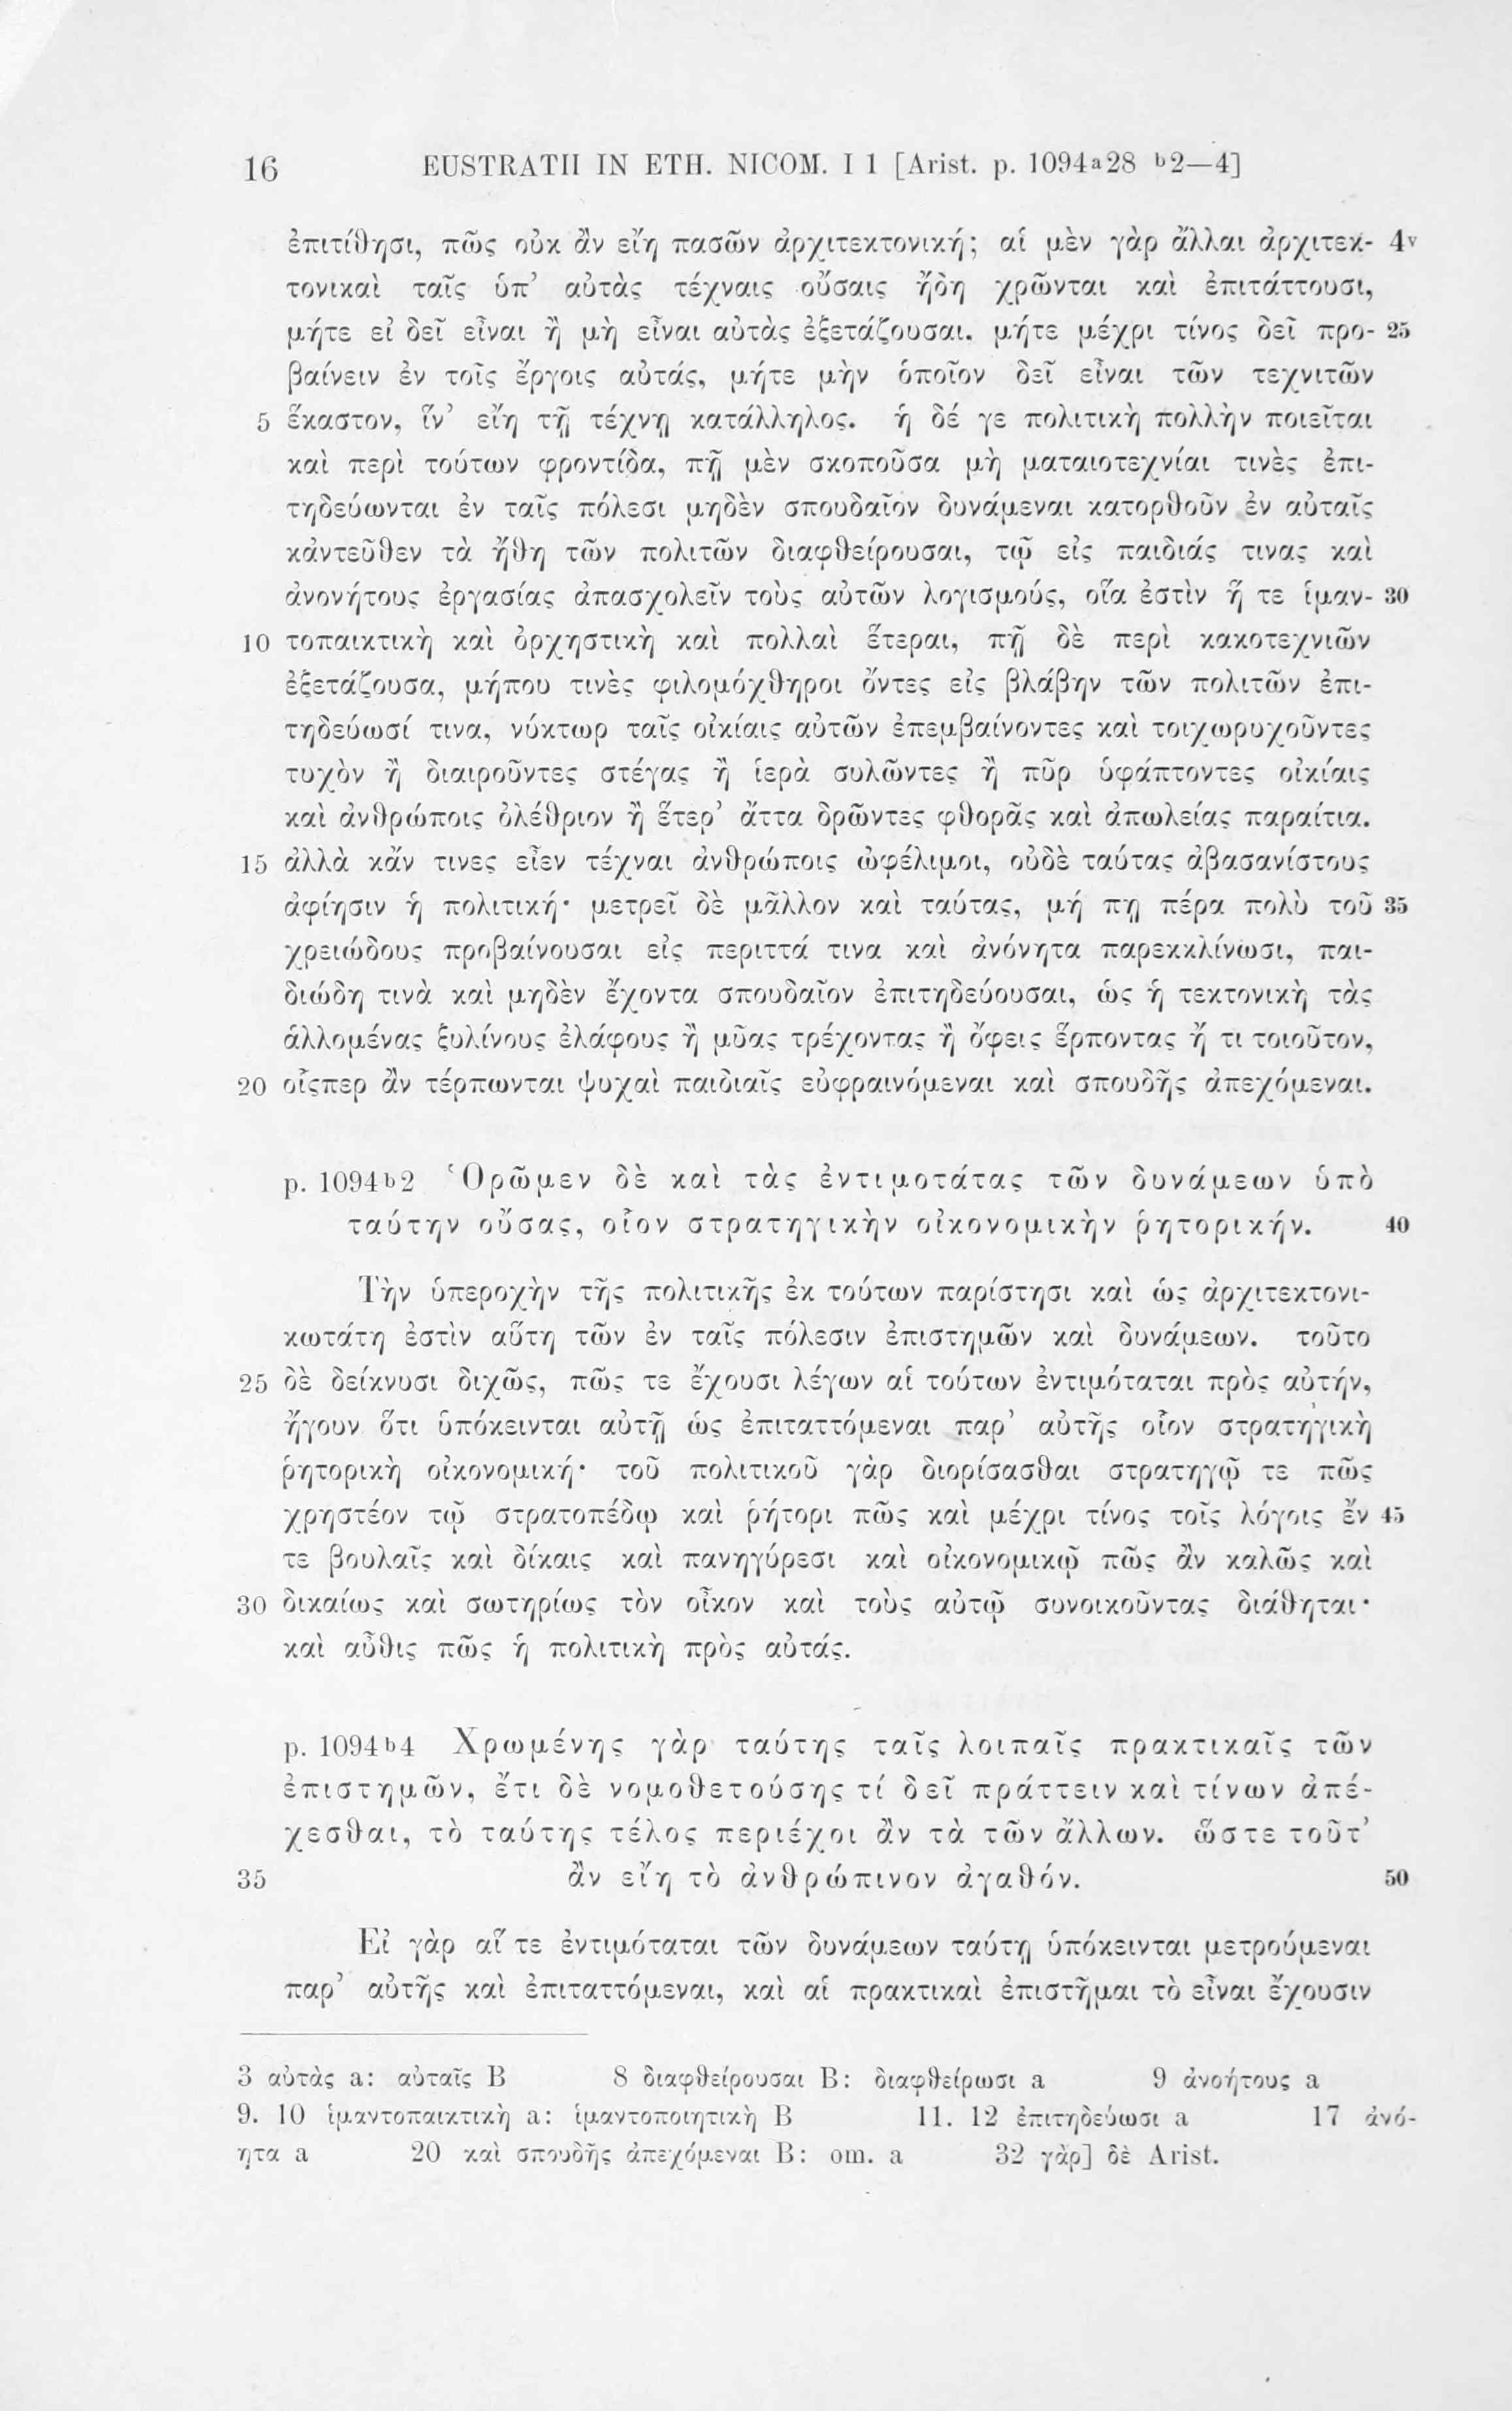 16 EUSTRATII IN ETH. NICOM. I 1 [Arist. p. 1094a28 b2—4]
ἐπιτίθησι, πῶς οὐκ ἂν εἴη πασῶν ἀρχιτεκτονική; αἱ μὲν γὰρ ἄλλαι ἀρχιτεκ- 4v
τονικαὶ ταῖς ὑπ’ αὐτὰς τέχναις οὔσαις ἤδη χρῶνται καὶ ἐπιτάττουσι,
μήτε εἰ δεῖ εἶναι ἢ μὴ εἶναι αὐτὰς ἐξετάζουσαι. μήτε μέχρι τίνος δεῖ προ- 25
βαίνειν ἐν τοῖς ἔργοις αὐτάς, μήτε μὴν ὁποῖον δεῖ εἶναι τῶν τεχνιτῶν
5 ἕκαστον, ἵν’ εἴη τῇ τέχνῃ κατάλληλος. ἡ δέ γε πολιτικὴ πολλὴν ποιεῖται
καὶ περὶ τούτων φροντίδα, πῇ μὲν σκοποῦσα μὴ ματαιοτεχνίαι τινὲς ἐπι-
τηδεύωνται ἐν ταῖς πόλεσι μηδὲν σπουδαῖον δυνάμεναι κατορθοῦν ἐν αὐταῖς
κἀντεῦθεν τὰ ἤθη τῶν πολιτῶν διαφθείρουσαι, τῷ εἰς παιδιάς τινας καὶ
ἀνονήτους ἐργασίας ἀπασχολεῖν τοὺς αὐτῶν λογισμούς, οἵα ἐστὶν ἥ τε ἱμαν- 30
10 τοπαικτικὴ καὶ ὀρχηστικὴ καὶ πολλαὶ ἕτεραι, πῇ δὲ περὶ κακοτεχνιῶν
ἐξετάζουσα, μήπου τινὲς φιλομόχθηροι ὄντες εἰς βλάβην τῶν πολιτῶν ἐπι-
τηδεύωσί τινα, νύκτωρ ταῖς οἰκίαις αὐτῶν ἐπεμβαίνοντες καὶ τοιχωρυχοῦντες
τυχὸν ἢ διαιροῦντες στέγας ἢ ἱερὰ συλῶντες ἢ πῦρ ὑφάπτοντες οἰκίαις
καὶ ἀνθρώποις ὀλέθριον ἢ ἕτερ’ ἄττα δρῶντες φθορᾶς καὶ ἀπωλείας παραίτια.
15 ἀλλὰ κἄν τινες εἶεν τέχναι ἀνθρώποις ὠφέλιμοι, οὐδὲ ταύτας ἀβασανίστους
ἀφίησιν ἡ πολιτική· μετρεῖ δὲ μᾶλλον καὶ ταύτας, μή πῃ πέρα πολὺ τοῦ 35
χρειώδους προβαίνουσαι εἰς περιττά τινα καὶ ἀνόνητα παρεκκλίνωσι, παι-
διώδη τινὰ καὶ μηδὲν ἔχοντα σπουδαῖον ἐπιτηδεύουσαι, ὡς ἡ τεκτονικὴ τὰς
ἁλλομένας ξυλίνους ἐλάφους ἢ μῦας τρέχοντας ἢ ὄφεις ἕρποντας ἤ τι τοιοῦτον,
20 οἷςπερ ἂν τέρπωνται ψυχαὶ παιδιαῖς εὐφραινόμεναι καὶ σπουδῆς ἀπεχόμεναι.
p. 1094b2 Ὁρῶμεν δὲ καὶ τὰς ἐντιμοτάτας τῶν δυνάμεων ὑπὸ
ταύτην οὔσας, οἷον στρατηγικὴν οἰκονομικὴν ῥητορικήν. 40
Τὴν ὑπεροχὴν τῆς πολιτικῆς ἐκ τούτων παρίστησι καὶ ὡς ἀρχιτεκτονι-
κωτάτη ἐστὶν αὕτη τῶν ἐν ταῖς πόλεσιν ἐπιστημῶν καὶ δυνάμεων. τοῦτο
25 δὲ δείκνυσι διχῶς, πῶς τε ἔχουσι λέγων αἱ τούτων ἐντιμόταται πρὸς αὐτήν,
ἤγουν ὅτι ὑπόκεινται αὐτῇ ὡς ἐπιταττόμεναι παρ’ αὐτῆς οἷον στρατηγικὴ
ῥητορικὴ οἰκονομική· τοῦ πολιτικοῦ γὰρ διορίσασθαι στρατηγῷ τε πῶς
χρηστέον τῷ στρατοπέδῳ καὶ ῥήτορι πῶς καὶ μέχρι τίνος τοῖς λόγοις ἔν 45
τε βουλαῖς καὶ δίκαις καὶ πανηγύρεσι καὶ οἰκονομικῷ πῶς ἂν καλῶς καὶ
30 δικαίως καὶ σωτηρίως τὸν οἶκον καὶ τοὺς αὐτῷ συνοικοῦντας διάθηται·
καὶ αὖθις πῶς ἡ πολιτικὴ πρὸς αὐτάς.
p. 1094b4 Χρωμένης γὰρ ταύτης ταῖς λοιπαῖς πρακτικαῖς τῶν
ἐπιστημῶν, ἔτι δὲ νομοθετούσης τί δεῖ πράττειν καὶ τίνων ἀπέ-
χεσθαι, τὸ ταύτης τέλος περιέχοι ἂν τὰ τῶν ἄλλων. ὥστε τοῦτ’
35 ἂν εἴη τὸ ἀνθρώπινον ἀγαθόν. 50
Εἰ γὰρ αἵ τε ἐντιμόταται τῶν δυνάμεων ταύτῃ ὑπόκεινται μετρούμεναι
παρ’ αὐτῆς καὶ ἐπιταττόμεναι, καὶ αἱ πρακτικαὶ ἐπιστῆμαι τὸ εἶναι ἔχουσιν
3 αὐτὰς a: αὐταῖς B 8 διαφθείρουσαι B: διαφθείρωσι a 9 ἀνοήτους a
9. 10 ἱμαντοπαικτικὴ a: ἱμαντοποιητικὴ B 11. 12 ἐπιτηδεύωσι a 17 ἀνό-
ητα a 20 καὶ σπουδῆς ἀπεχόμεναι B: om. a 32 γὰρ] δὲ Arist.